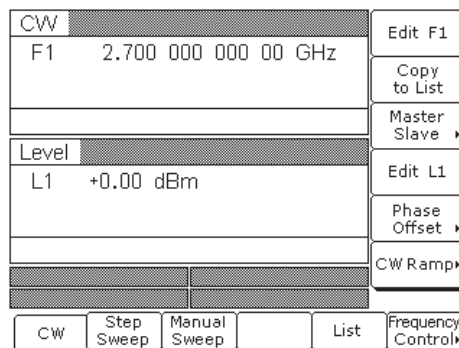 CW
F1 2.700 000 000 00 GHz
Level
L1 +0.00 dBm
Edit F1
Copy
to List
Master
Slave
Edit L1
Phase
Offset
CW Ramp
CW
Step
Sweep
Manual
Sweep
List
Frequency
Control